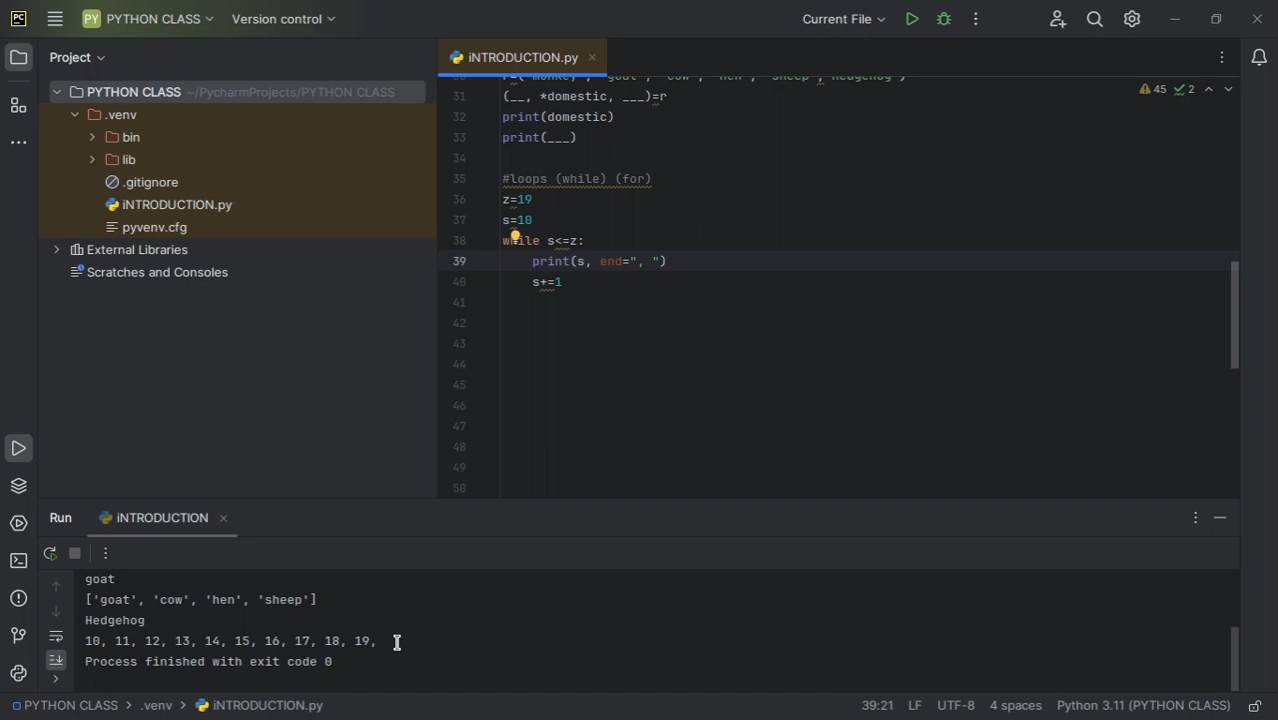 PC PY PYTHON CLASS Version control Current File
Project
iNTRODUCTION.py
PYTHON CLASS ~/PycharmProjects/PYTHON CLASS
.venv
bin
lib
.gitignore
iNTRODUCTION.py
pyvenv.cfg
External Libraries
Scratches and Consoles
45 2
31 (__, *domestic, ___)=r
32 print(domestic)
33 print(___)
34
35 #loops (while) (for)
36 z=19
37 s=10
38 while s<=z:
39 print(s, end=", ")
40 s+=1
41
42
43
44
45
46
47
48
49
50
Run iNTRODUCTION
goat
['goat', 'cow', 'hen', 'sheep']
Hedgehog
10, 11, 12, 13, 14, 15, 16, 17, 18, 19,
Process finished with exit code 0
PYTHON CLASS > .venv > iNTRODUCTION.py 39:21 LF UTF-8 4 spaces Python 3.11 (PYTHON CLASS)